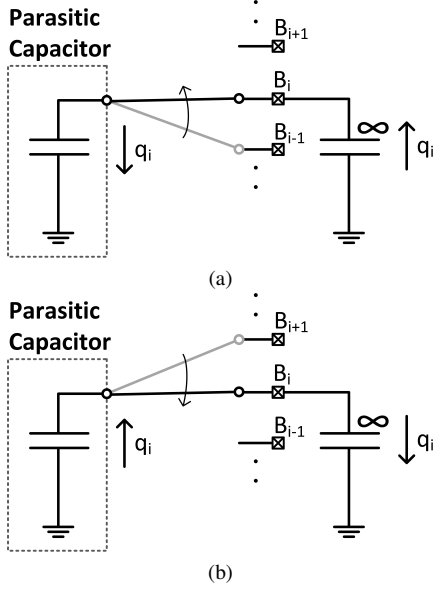 Parasitic
Capacitor
B_{i+1}
B_i
B_{i-1}
∞
q_i
q_i
(a)
Parasitic
Capacitor
B_{i+1}
B_i
B_{i-1}
∞
q_i
q_i
(b)